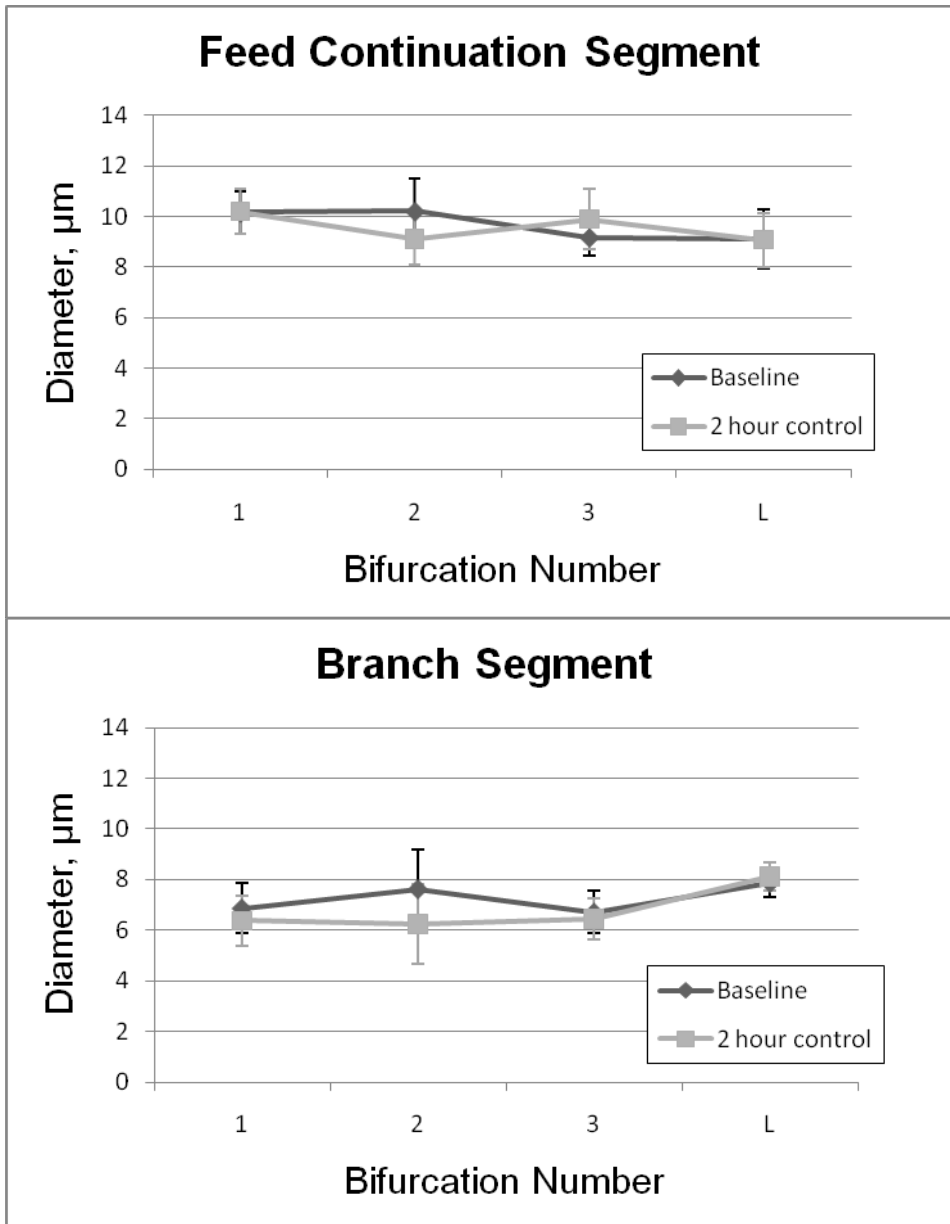 Feed Continuation Segment
14
12
10
8
6
4
2
0
Diameter, μm
Baseline
2 hour control
1 2 3 L
Bifurcation Number
Branch Segment
14
12
10
8
6
4
2
0
Diameter, μm
Baseline
2 hour control
1 2 3 L
Bifurcation Number